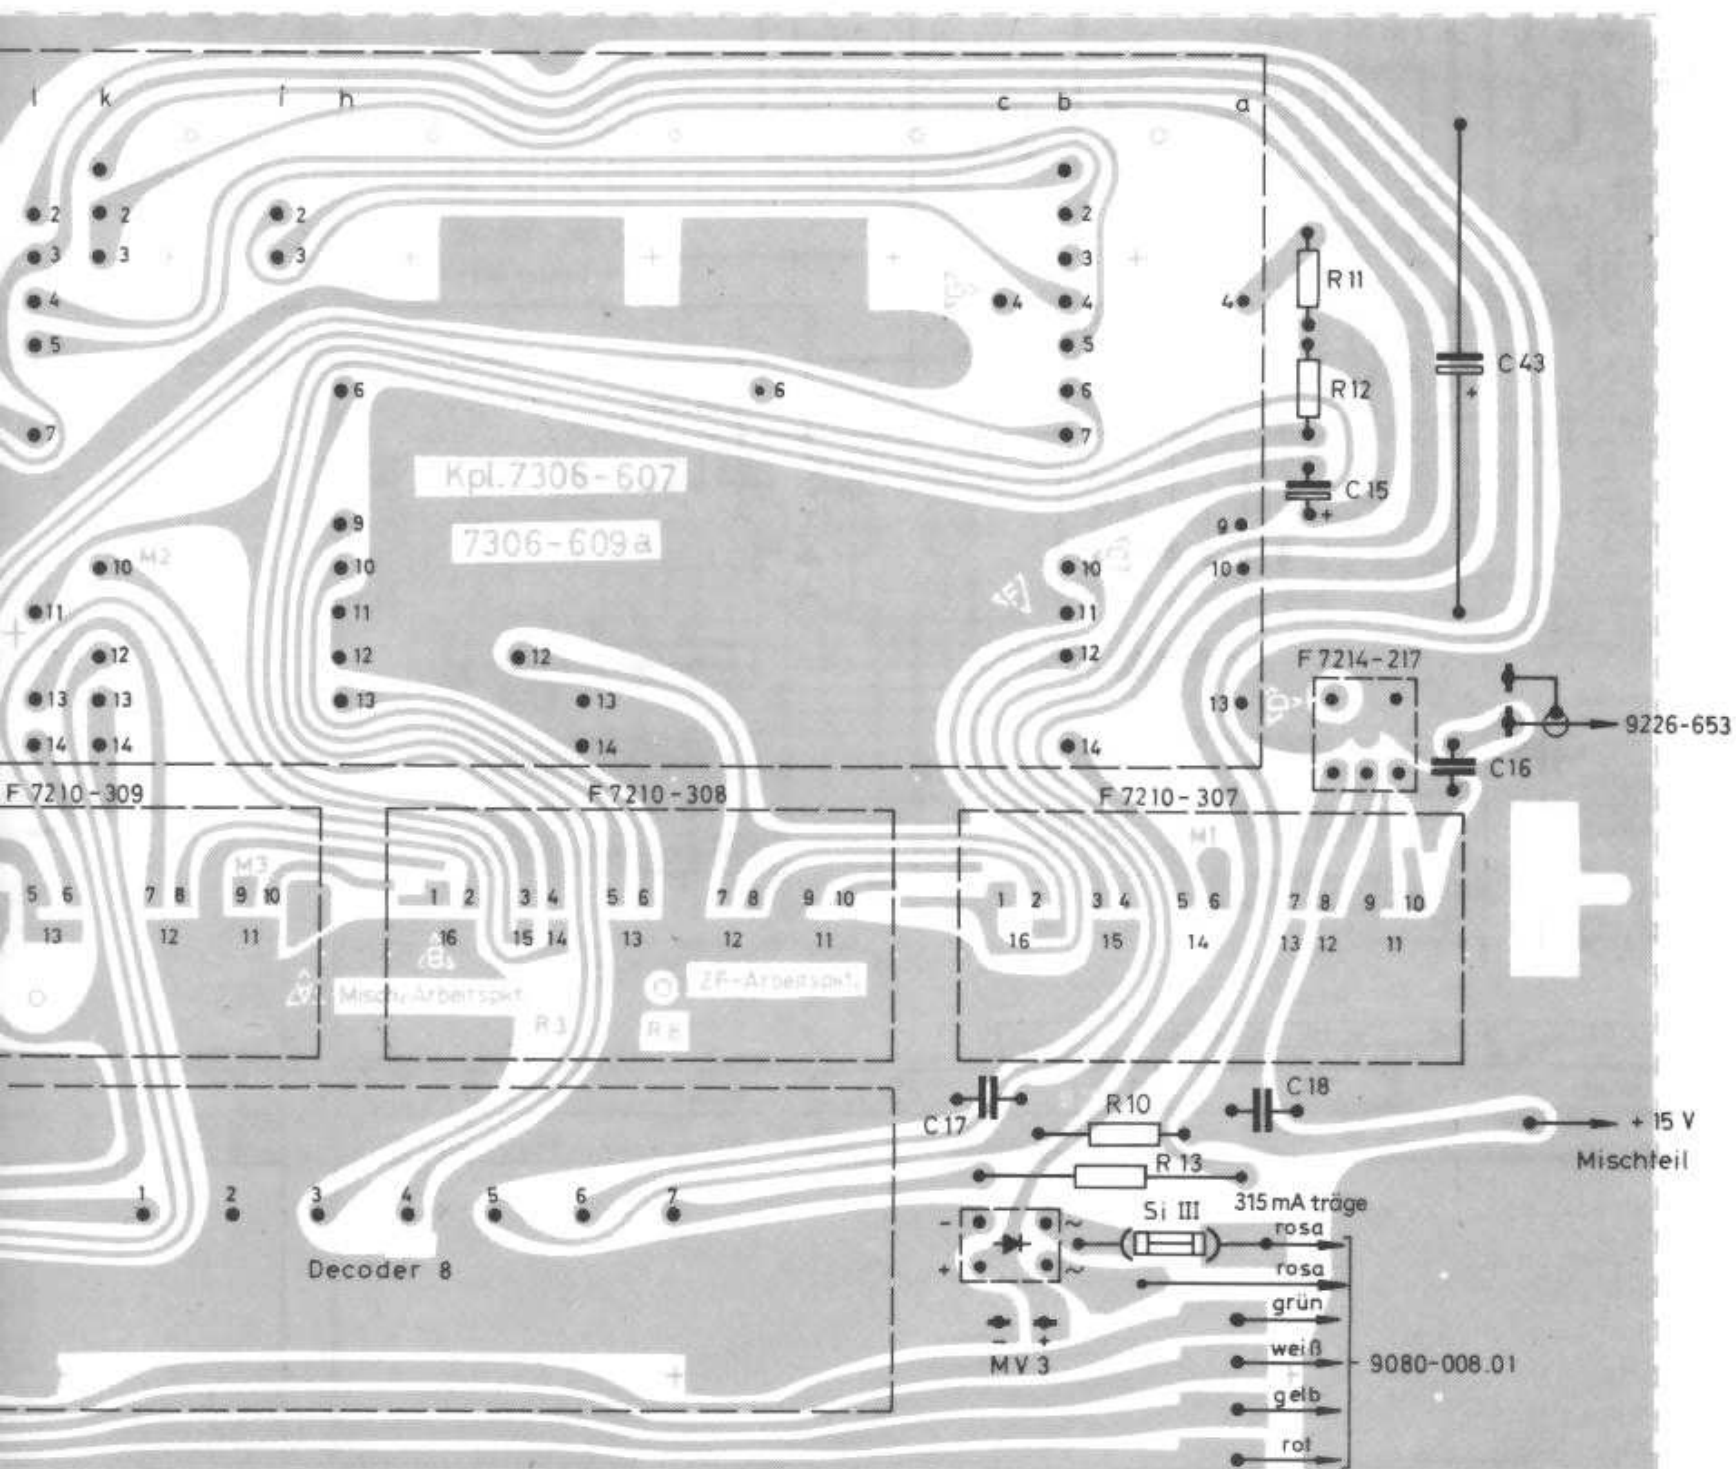 l k i h c b a
2 2 2 2
3 3 3 3
4 4 4 4
R 11
5 5
C 43
6 6 6
R 12
7 7
Kpl. 7306-607
C 15
+
9 9
7306-609a
10 M2 10 10 10
11 11 11
12 12 12 12
F 7214-217
13 13 13 13 13
9226-653
14 14 14 14
C 16
F 7210-309 F 7210-308 F 7210-307
M1
M3
5 6 7 8 9 10 1 2 3 4 5 6 7 8 9 10 1 2 3 4 5 6 7 8 9 10
13 12 11 16 15 14 13 12 11 16 15 14 13 12 11
B
Misch.-Arbeitspkt. ZF-Arbeitspkt.
R 3 R 8
C 17 R 10 C 18
+ 15 V
R 13 Mischteil
1 2 3 4 5 6 7
Si III 315 mA träge
- ~ rosa
+ ~ rosa
Decoder 8
grün
- +
MV 3
weiß
9080-008.01
gelb
rot